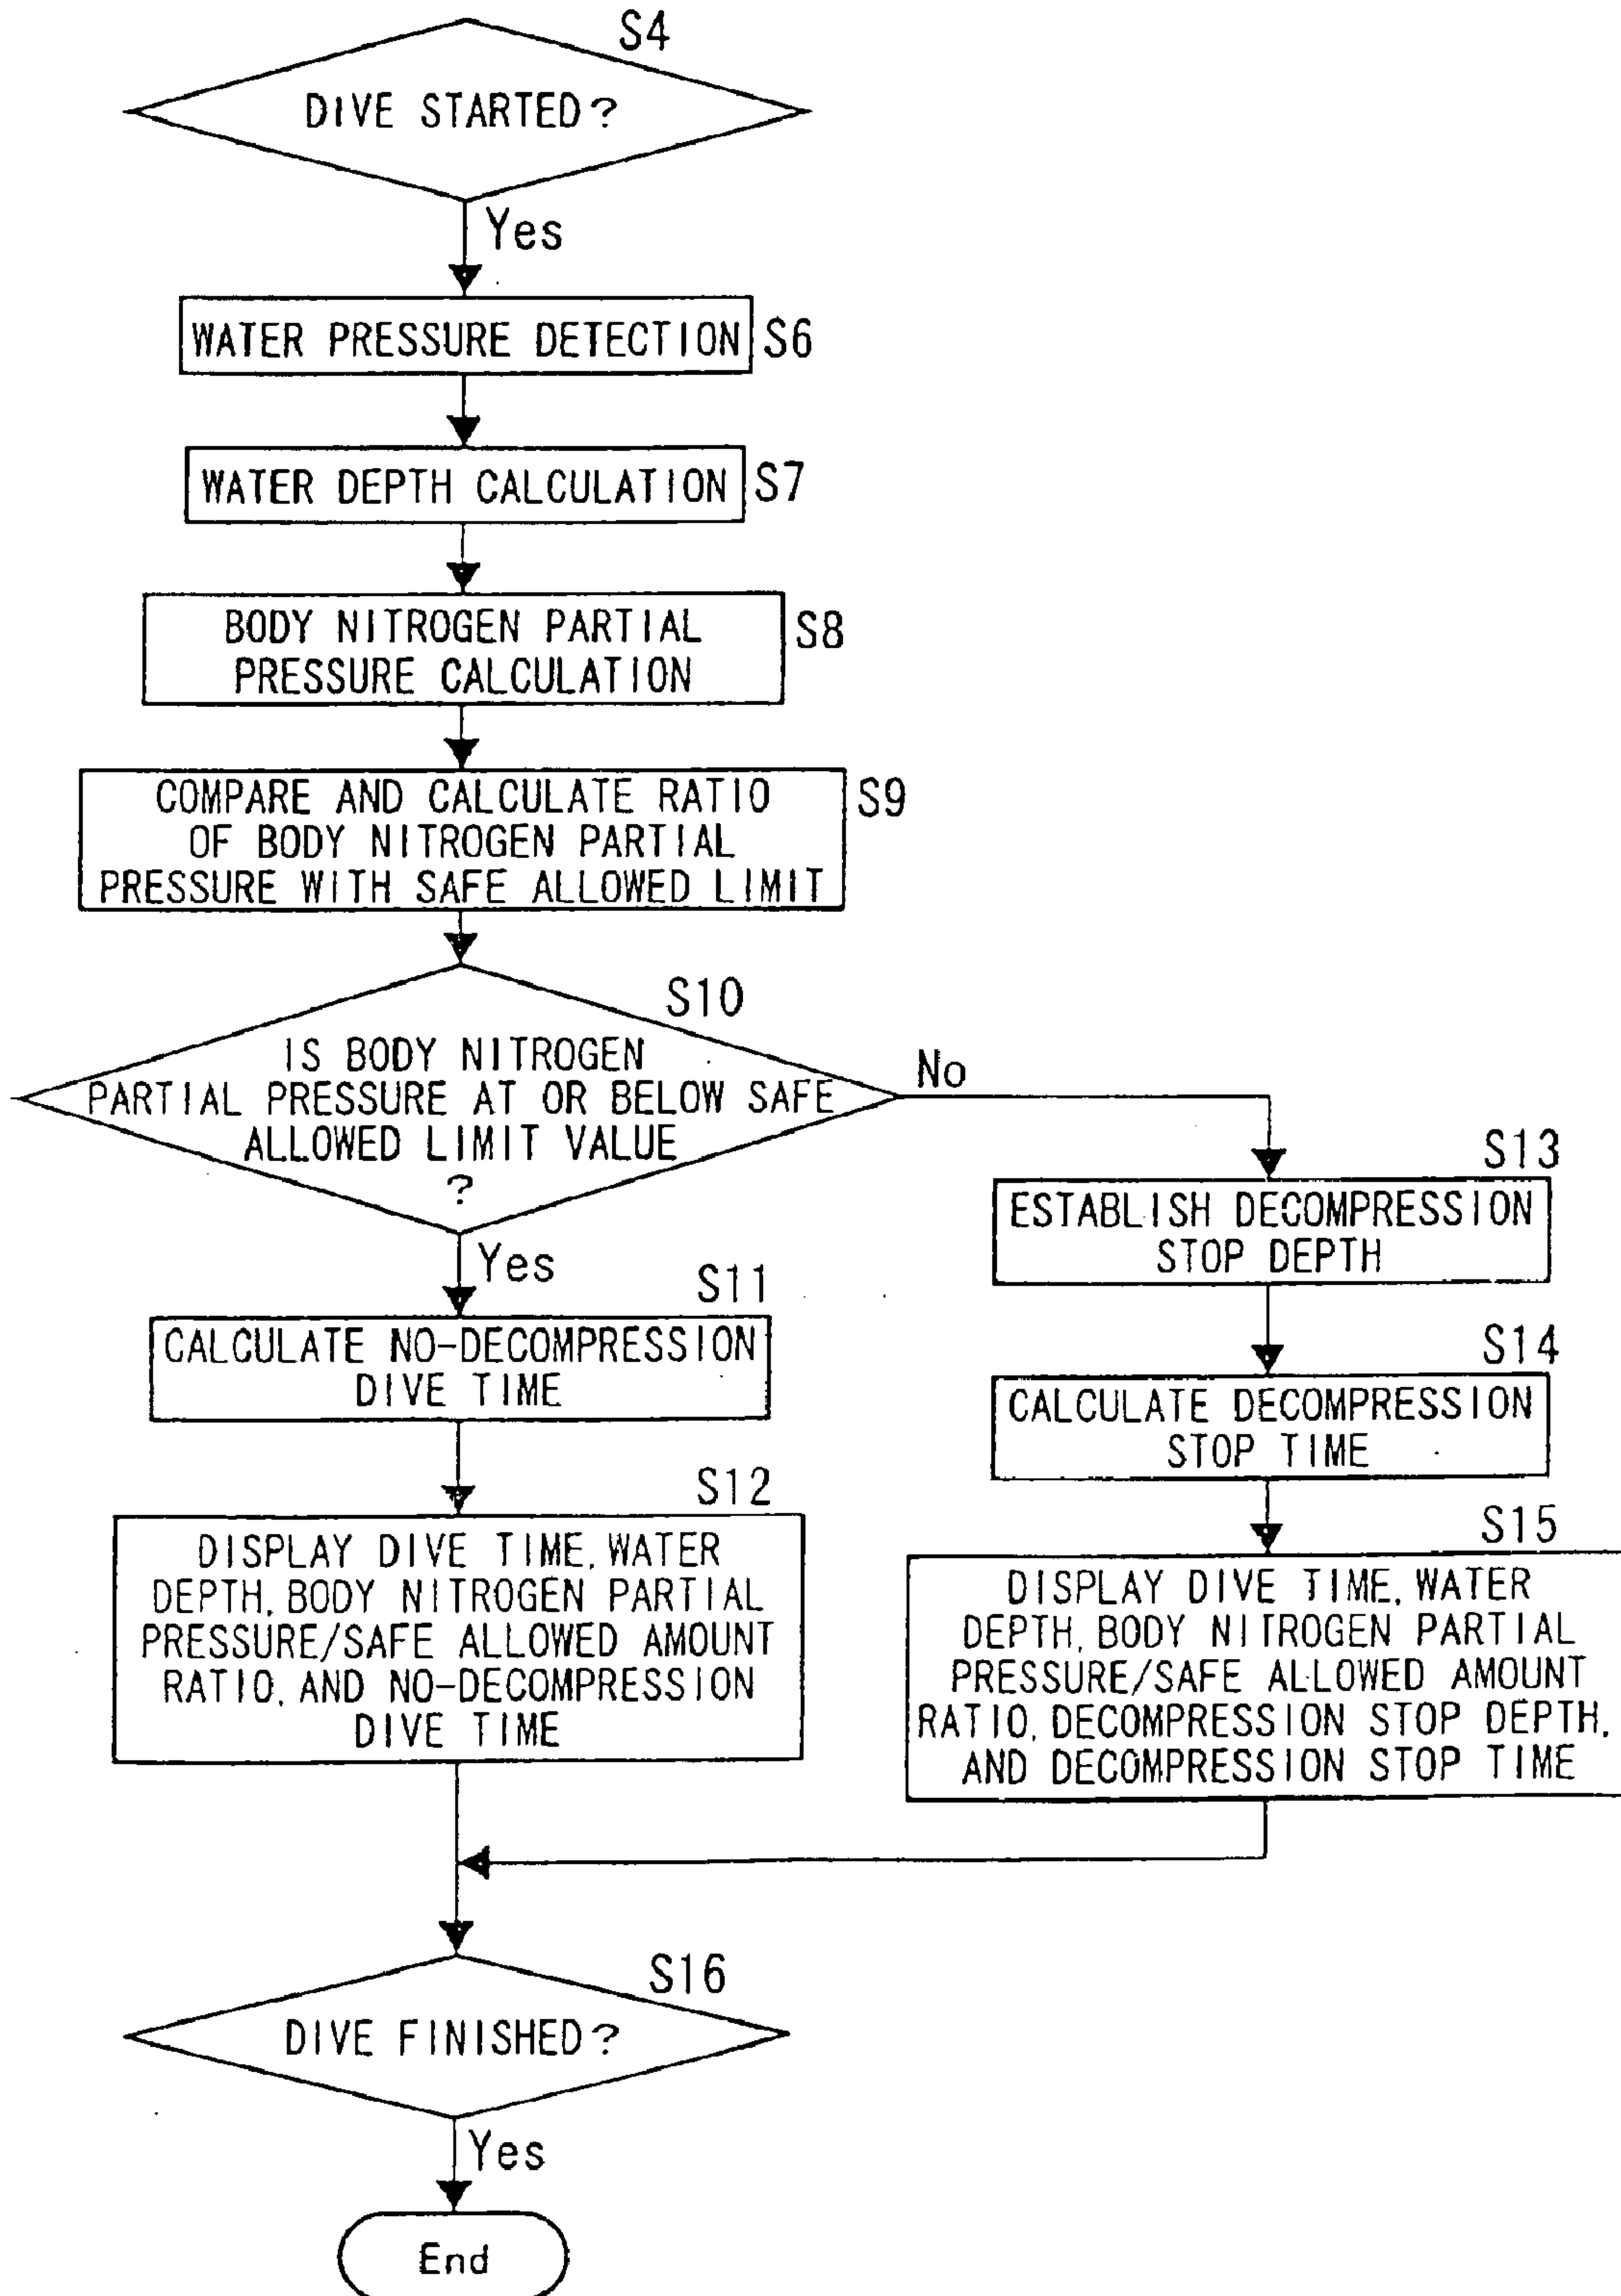 S4
DIVE STARTED?
Yes
WATER PRESSURE DETECTION
S6
WATER DEPTH CALCULATION
S7
BODY NITROGEN PARTIAL
PRESSURE CALCULATION
S8
COMPARE AND CALCULATE RATIO
OF BODY NITROGEN PARTIAL
PRESSURE WITH SAFE ALLOWED LIMIT
S9
S10
IS BODY NITROGEN
PARTIAL PRESSURE AT OR BELOW SAFE
ALLOWED LIMIT VALUE
?
No
Yes
S11
CALCULATE NO-DECOMPRESSION
DIVE TIME
S12
DISPLAY DIVE TIME, WATER
DEPTH, BODY NITROGEN PARTIAL
PRESSURE/SAFE ALLOWED AMOUNT
RATIO, AND NO-DECOMPRESSION
DIVE TIME
S13
ESTABLISH DECOMPRESSION
STOP DEPTH
S14
CALCULATE DECOMPRESSION
STOP TIME
S15
DISPLAY DIVE TIME, WATER
DEPTH, BODY NITROGEN PARTIAL
PRESSURE/SAFE ALLOWED AMOUNT
RATIO, DECOMPRESSION STOP DEPTH,
AND DECOMPRESSION STOP TIME
S16
DIVE FINISHED?
Yes
End